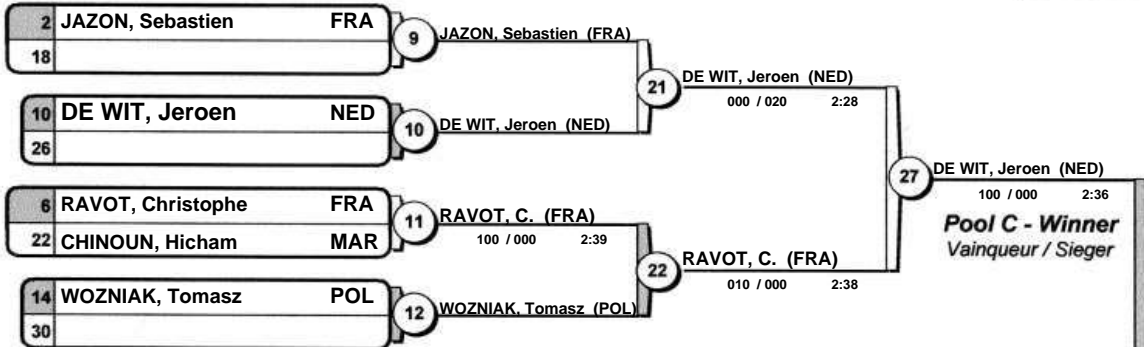 2 JAZON, Sebastien FRA
18
9
JAZON, Sebastien (FRA)
10 DE WIT, Jeroen NED
26
10
DE WIT, Jeroen (NED)
21
DE WIT, Jeroen (NED)
000 / 020 2:28
6 RAVOT, Christophe FRA
22 CHINOUN, Hicham MAR
11
RAVOT, C. (FRA)
100 / 000 2:39
14 WOZNIAK, Tomasz POL
30
12
WOZNIAK, Tomasz (POL)
22
RAVOT, C. (FRA)
010 / 000 2:38
27
DE WIT, Jeroen (NED)
100 / 000 2:36
Pool C - Winner
Vainqueur / Sieger